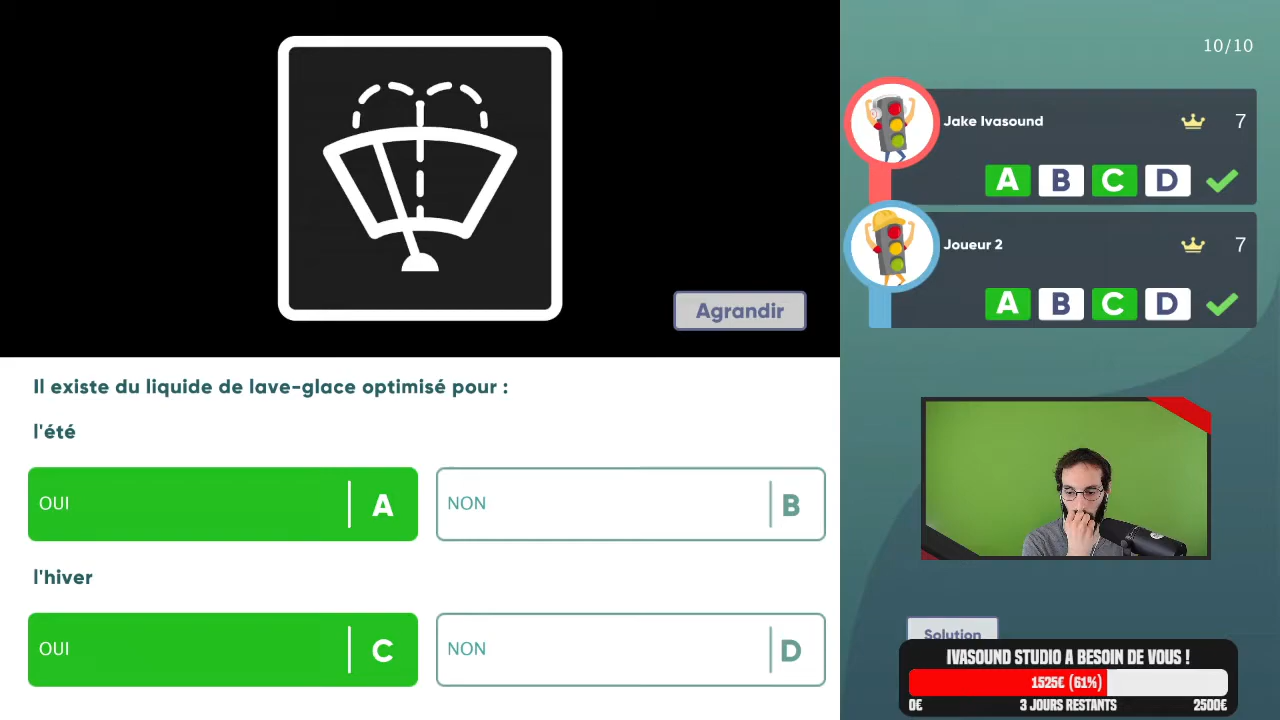 10/10
Jake Ivasound 7
A B C D
Joueur 2 7
A B C D
Agrandir
Il existe du liquide de lave-glace optimisé pour :
l'été
OUI A
NON B
l'hiver
OUI C
NON D
Solution
IVASOUND STUDIO A BESOIN DE VOUS !
1525€ (61%)
0€ 3 JOURS RESTANTS 2500€